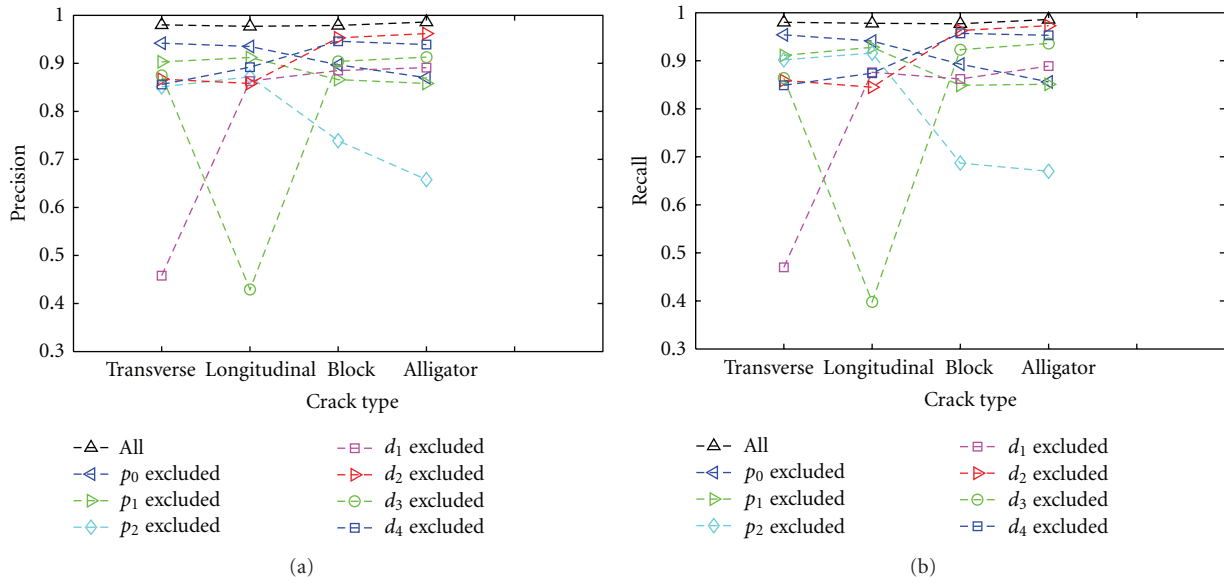 1
0.9
0.8
0.7
0.6
0.5
0.4
0.3
Precision
Transverse Longitudinal Block Alligator
Crack type
All
p0 excluded
p1 excluded
p2 excluded
d1 excluded
d2 excluded
d3 excluded
d4 excluded
(a)
1
0.9
0.8
0.7
0.6
0.5
0.4
0.3
Recall
Transverse Longitudinal Block Alligator
Crack type
All
p0 excluded
p1 excluded
p2 excluded
d1 excluded
d2 excluded
d3 excluded
d4 excluded
(b)